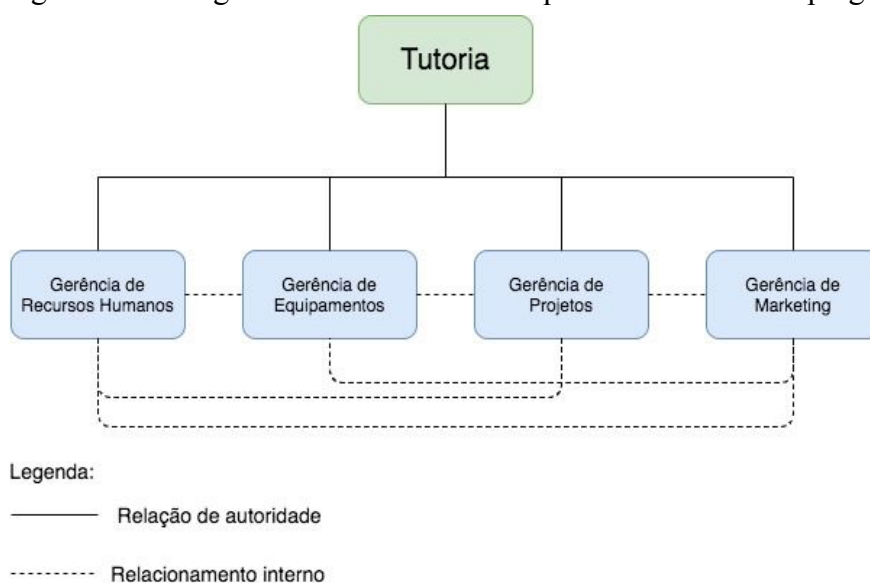 Tutoria
Gerência de
Recursos Humanos
Gerência de
Equipamentos
Gerência de
Projetos
Gerência de
Marketing
Legenda:
Relação de autoridade
Relacionamento interno